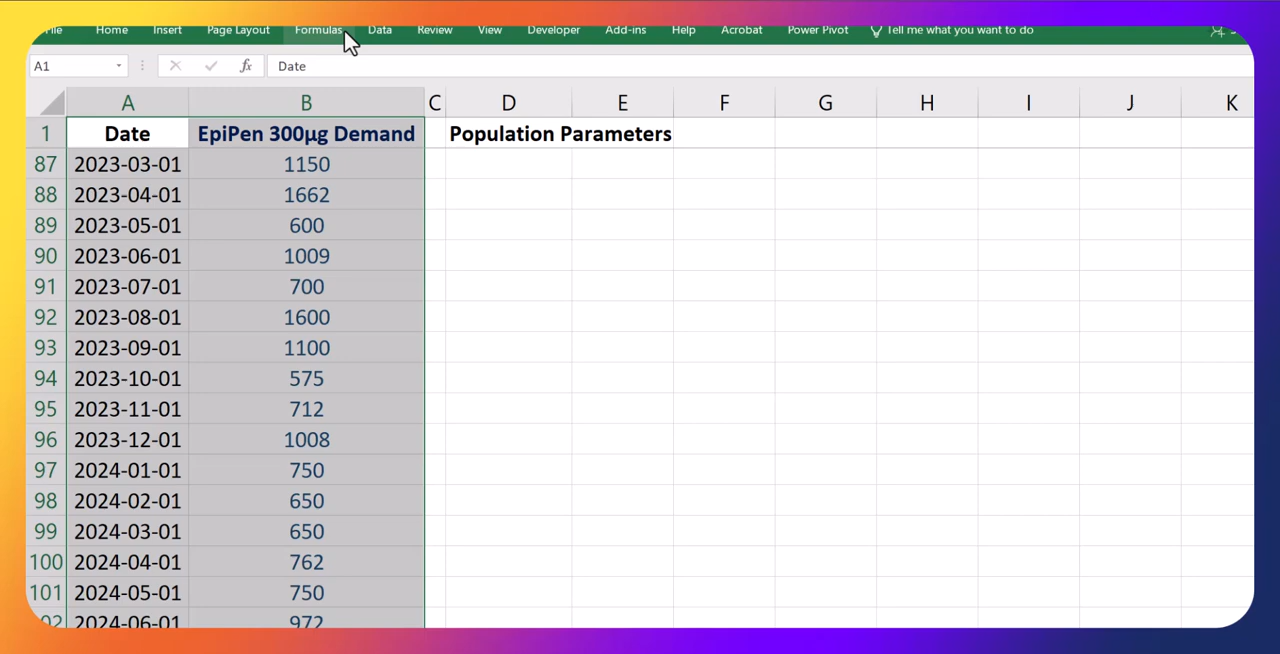 File Home Insert Page Layout Formulas Data Review View Developer Add-ins Help Acrobat Power Pivot Tell me what you want to do
A1 fx Date
A B C D E F G H I J K
1 Date EpiPen 300µg Demand Population Parameters
87 2023-03-01 1150
88 2023-04-01 1662
89 2023-05-01 600
90 2023-06-01 1009
91 2023-07-01 700
92 2023-08-01 1600
93 2023-09-01 1100
94 2023-10-01 575
95 2023-11-01 712
96 2023-12-01 1008
97 2024-01-01 750
98 2024-02-01 650
99 2024-03-01 650
100 2024-04-01 762
101 2024-05-01 750
102 2024-06-01 972